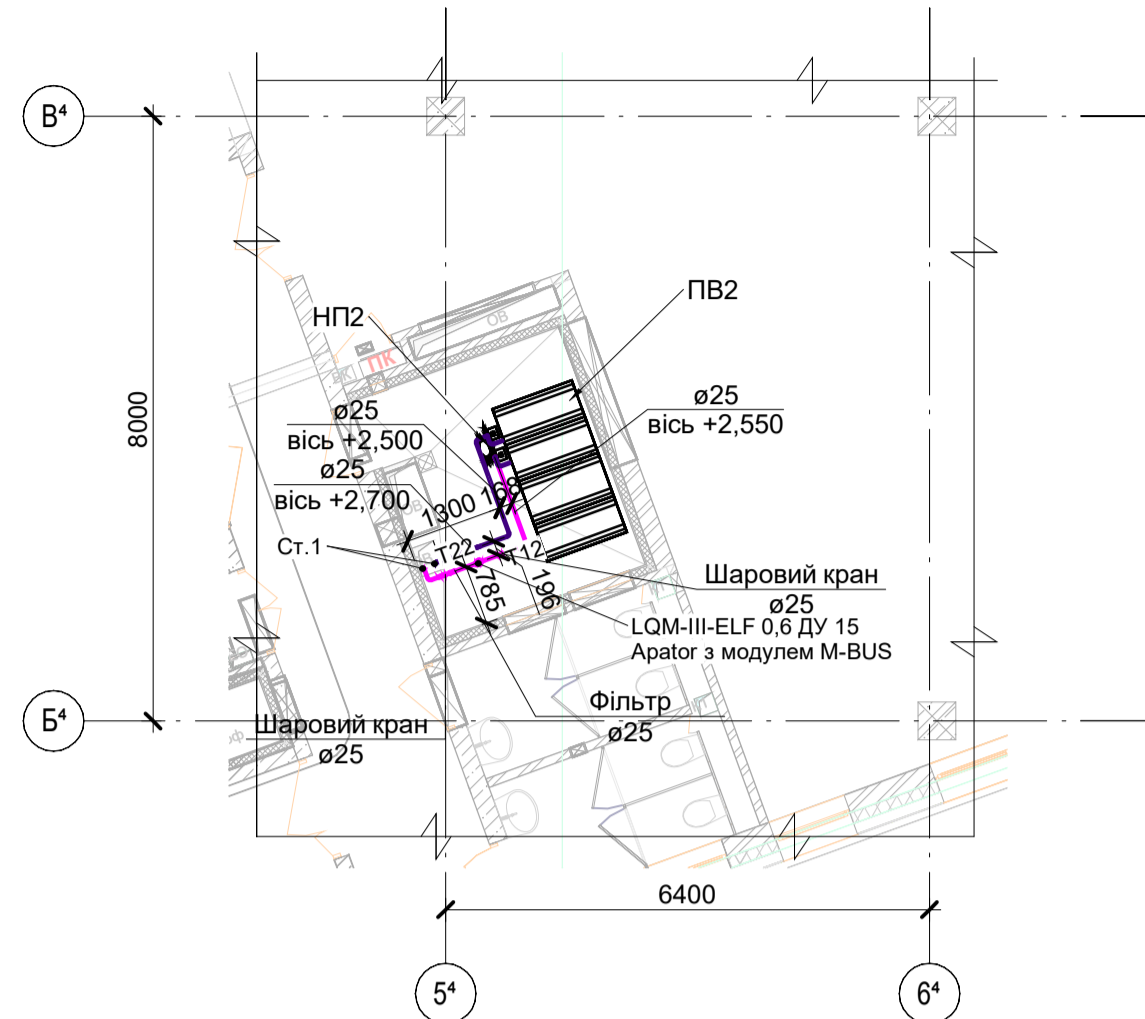 В⁴
ПВ2
НП2
ОВ
ПК
ВК
8000
ø25
вісь +2,550
ø25
вісь +2,500
ø25
вісь +2,700
1300
168
ОВ
Ст.1
Т22
Т12
785
196
Шаровий кран
ø25
LQM-III-ELF 0,6 ДУ 15
Apator з модулем M-BUS
Фільтр
ø25
Б⁴
Шаровий кран
ø25
6400
5⁴
6⁴